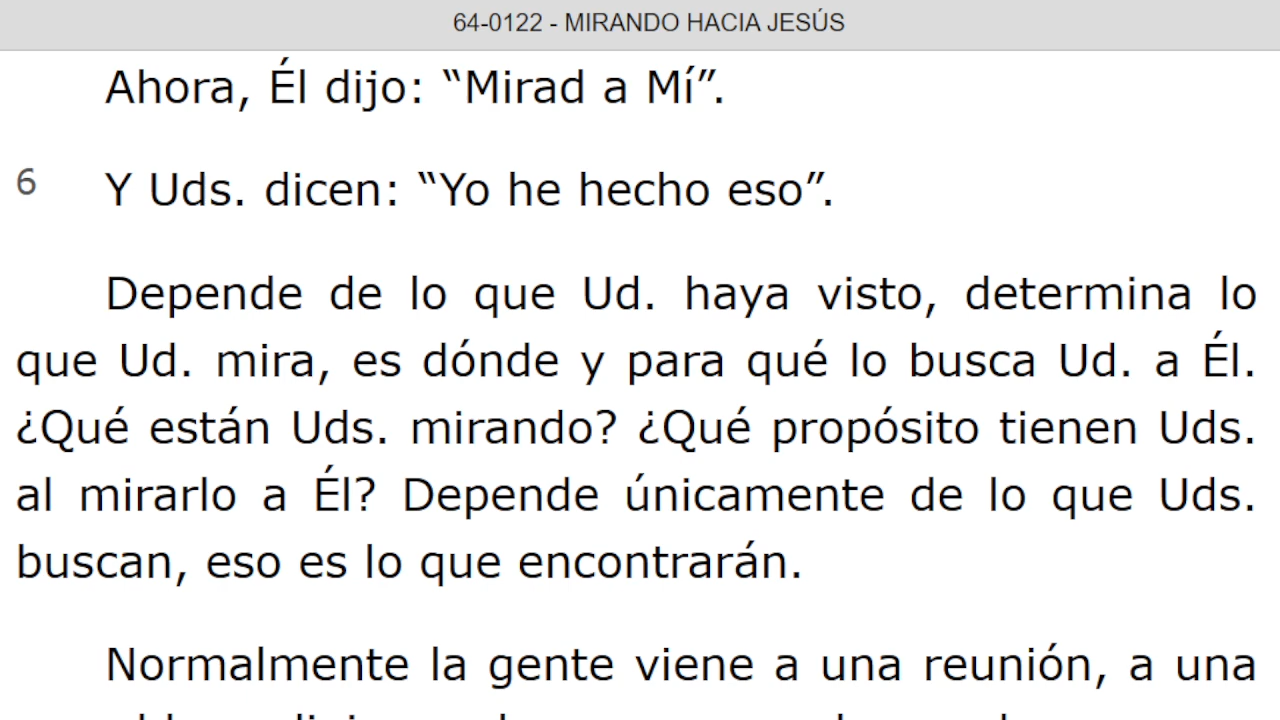 64-0122 - MIRANDO HACIA JESÚS
Ahora, Él dijo: “Mirad a Mí”.
6 Y Uds. dicen: “Yo he hecho eso”.
Depende de lo que Ud. haya visto, determina lo
que Ud. mira, es dónde y para qué lo busca Ud. a Él.
¿Qué están Uds. mirando? ¿Qué propósito tienen Uds.
al mirarlo a Él? Depende únicamente de lo que Uds.
buscan, eso es lo que encontrarán.
Normalmente la gente viene a una reunión, a una